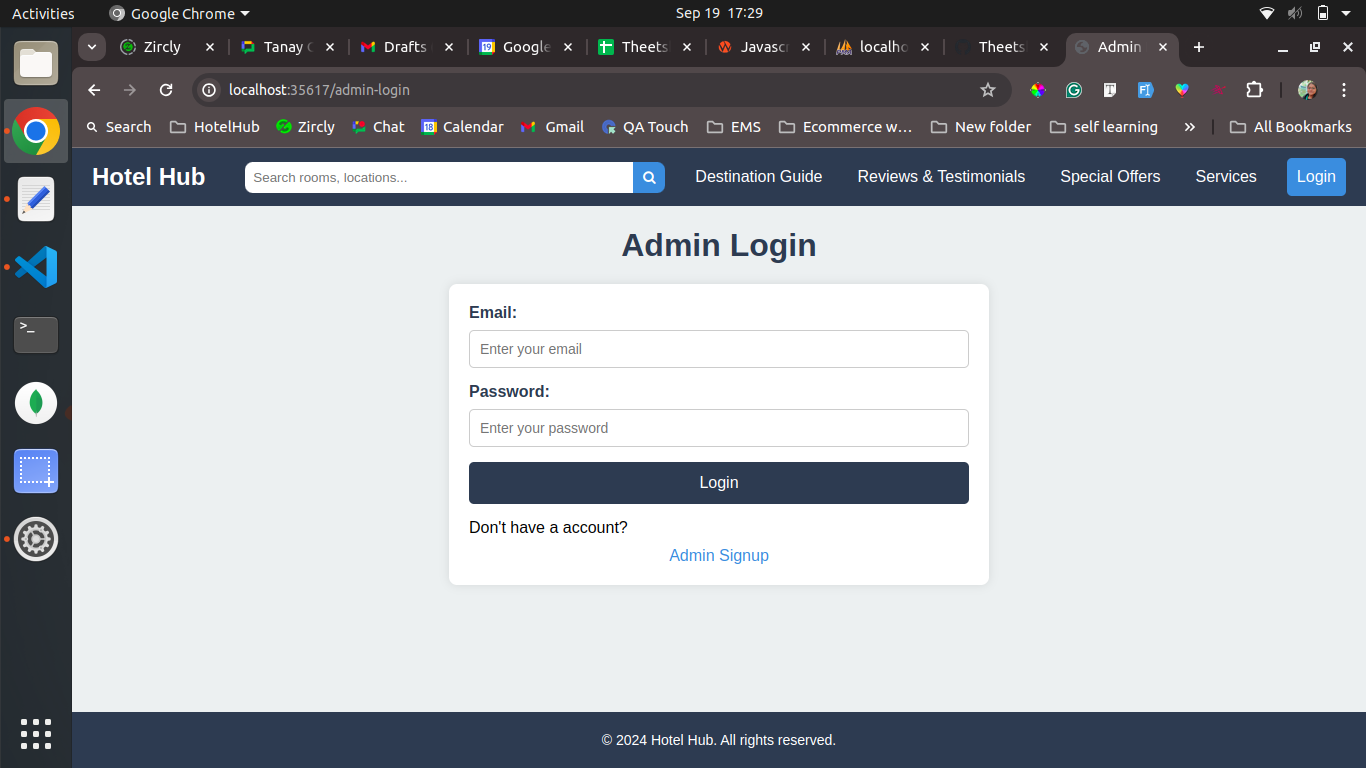 Activities Google Chrome Sep 19 17:29
Zircly Tanay Drafts Google Theets Javasc localho Theets Admin
localhost:35617/admin-login
Search HotelHub Zircly Chat Calendar Gmail QA Touch EMS Ecommerce w... New folder self learning » All Bookmarks
Hotel Hub Search rooms, locations... Destination Guide Reviews & Testimonials Special Offers Services Login
Admin Login
Email:
Enter your email
Password:
Enter your password
Login
Don't have a account?
Admin Signup
© 2024 Hotel Hub. All rights reserved.